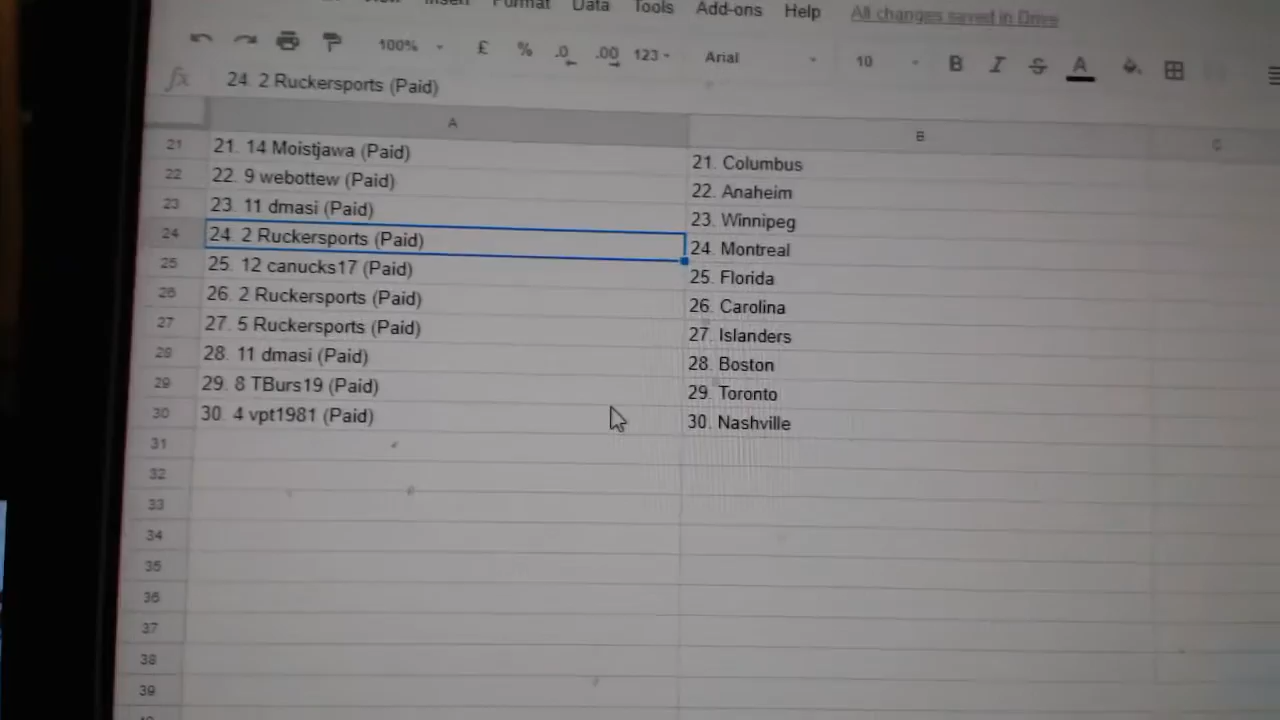 Insert Format Data Tools Add-ons Help All changes saved in Drive
100% £ % .0 .00 123 Arial 10 B I S A
fx 24. 2 Ruckersports (Paid)
A B C
21 21. 14 Moistjawa (Paid) 21. Columbus
22 22. 9 webottew (Paid) 22. Anaheim
23 23. 11 dmasi (Paid) 23. Winnipeg
24 24. 2 Ruckersports (Paid) 24. Montreal
25 25. 12 canucks17 (Paid) 25. Florida
26 26. 2 Ruckersports (Paid) 26. Carolina
27 27. 5 Ruckersports (Paid) 27. Islanders
28 28. 11 dmasi (Paid) 28. Boston
29 29. 8 TBurs19 (Paid) 29. Toronto
30 30. 4 vpt1981 (Paid) 30. Nashville
31
32
33
34
35
36
37
38
39